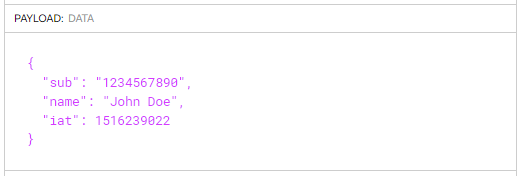 PAYLOAD: DATA
{
  "sub": "1234567890",
  "name": "John Doe",
  "iat": 1516239022
}